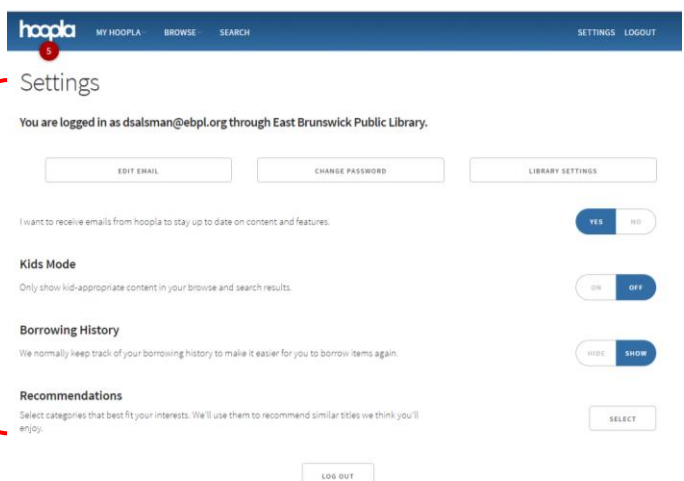 hoopla MY HOOPLA BROWSE SEARCH SETTINGS LOGOUT
5
Settings
You are logged in as dsalsman@ebpl.org through East Brunswick Public Library.
EDIT EMAIL CHANGE PASSWORD LIBRARY SETTINGS
I want to receive emails from hoopla to stay up to date on content and features. YES NO
Kids Mode
Only show kid-appropriate content in your browse and search results. ON OFF
Borrowing History
We normally keep track of your borrowing history to make it easier for you to borrow items again. HIDE SHOW
Recommendations
Select categories that best fit your interests. We'll use them to recommend similar titles we think you'll
enjoy.
SELECT
LOG OUT